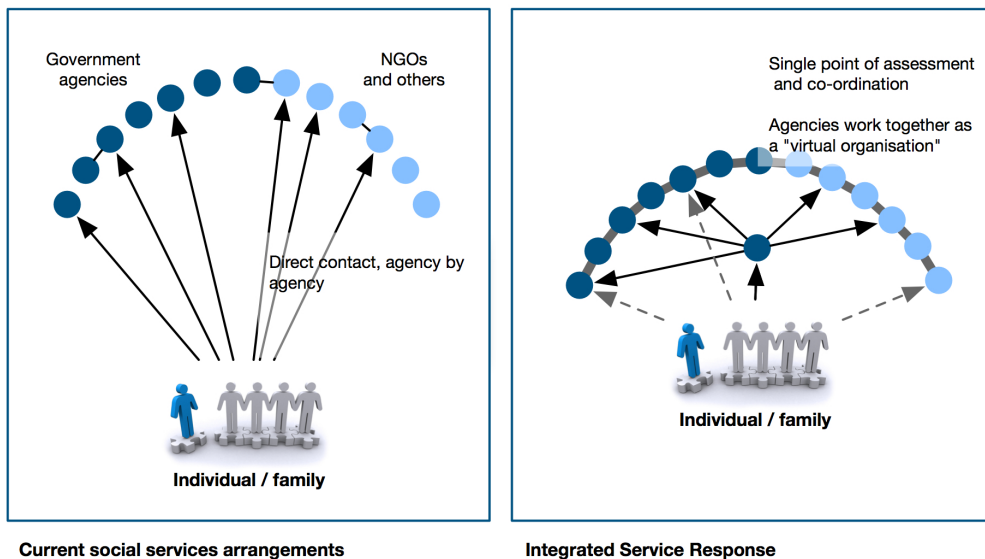 Government
agencies
NGOs
and others
Direct contact, agency by
agency
Individual / family
Current social services arrangements
Single point of assessment
and co-ordination
Agencies work together as
a "virtual organisation"
Individual / family
Integrated Service Response